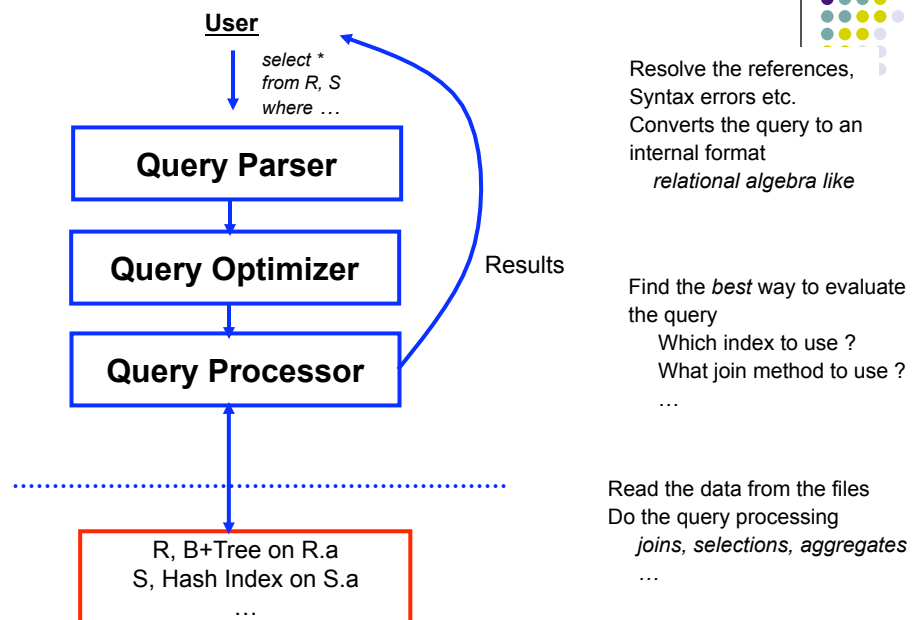 User
select *
from R, S
where …
Query Parser
Query Optimizer
Query Processor
Results
R, B+Tree on R.a
S, Hash Index on S.a
…
Resolve the references,
Syntax errors etc.
Converts the query to an
internal format
relational algebra like
Find the best way to evaluate
the query
Which index to use ?
What join method to use ?
…
Read the data from the files
Do the query processing
joins, selections, aggregates
…